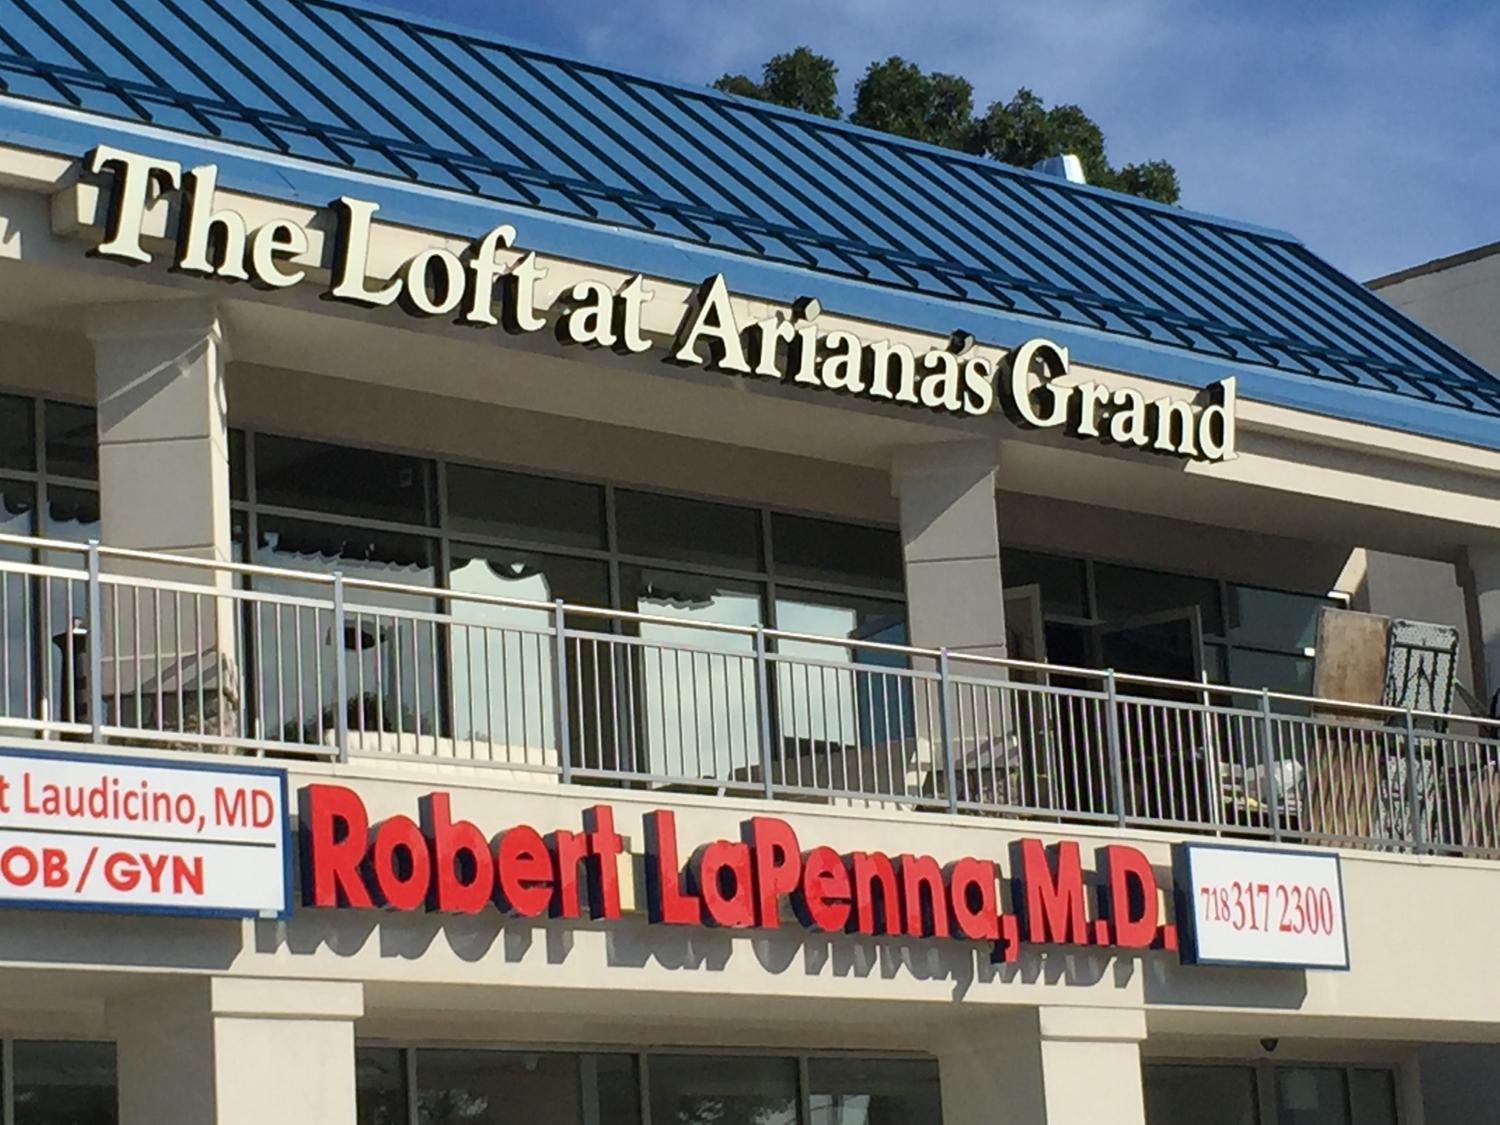 The Loft at Ariana's Grand
t Laudicino, MD
OB/GYN
Robert LaPenna, M.D.
718 317 2300